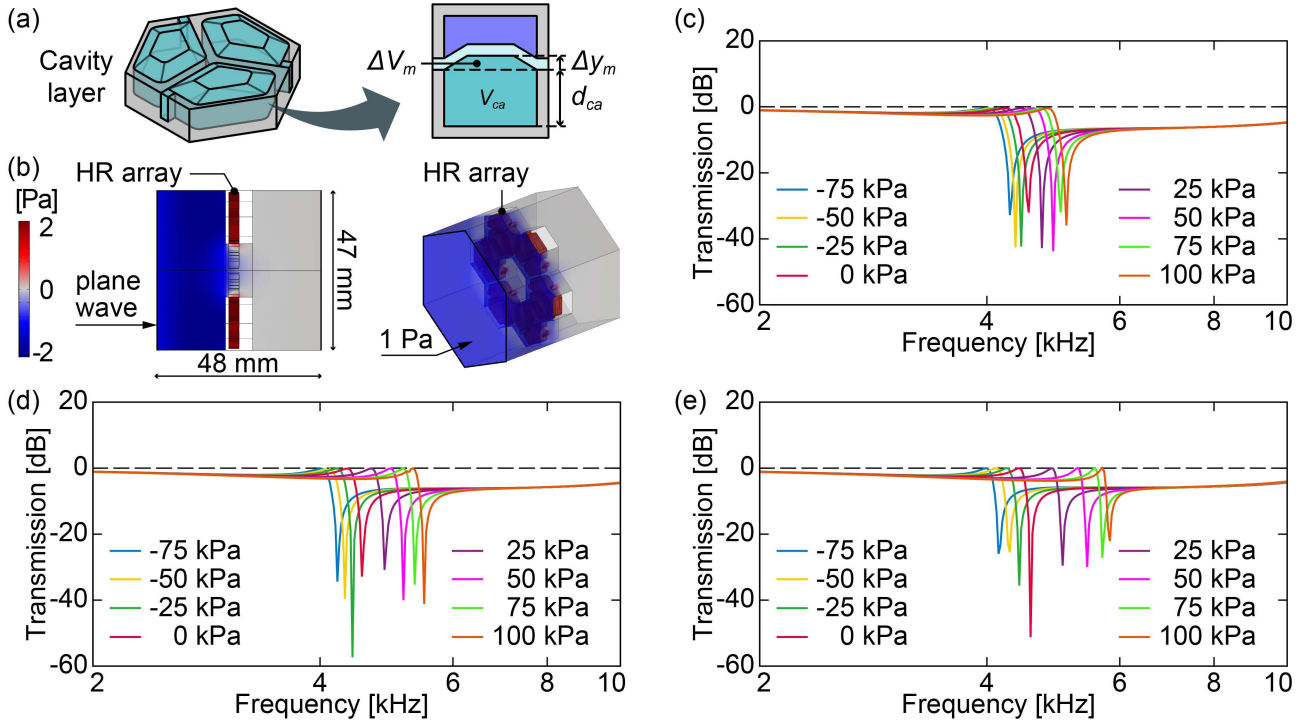 (a)
Cavity
layer
ΔVm
Δym
Vca
dca
(b)
HR array
[Pa]
2
0
-2
plane
wave
47 mm
48 mm
HR array
1 Pa
(c)
Transmission [dB]
20
0
-20
-40
-60
-75 kPa
-50 kPa
-25 kPa
0 kPa
25 kPa
50 kPa
75 kPa
100 kPa
2
4
6
8
10
Frequency [kHz]
(d)
Transmission [dB]
20
0
-20
-40
-60
-75 kPa
-50 kPa
-25 kPa
0 kPa
25 kPa
50 kPa
75 kPa
100 kPa
2
4
6
8
10
Frequency [kHz]
(e)
Transmission [dB]
20
0
-20
-40
-60
-75 kPa
-50 kPa
-25 kPa
0 kPa
25 kPa
50 kPa
75 kPa
100 kPa
2
4
6
8
10
Frequency [kHz]